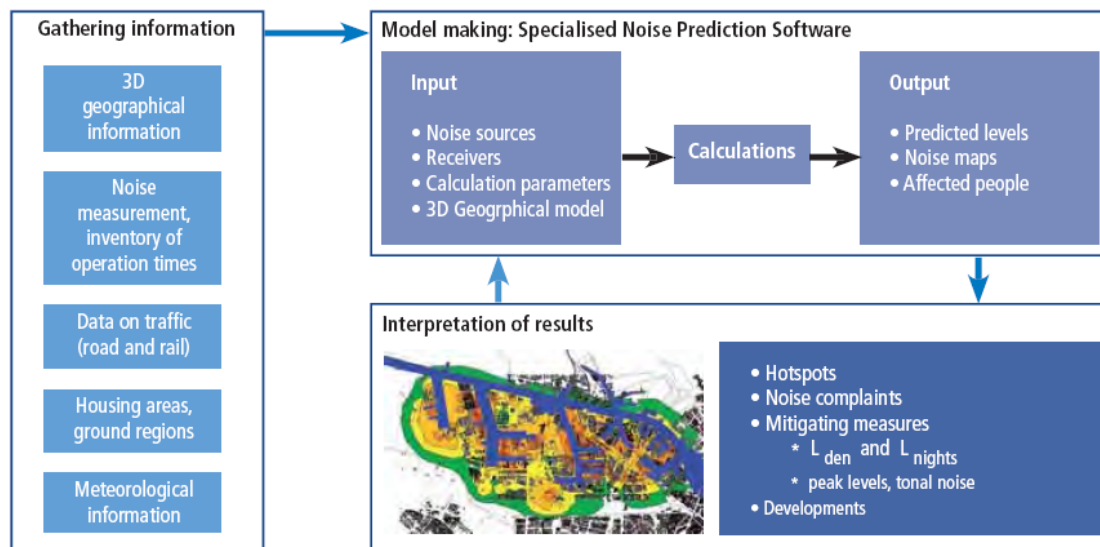 Gathering information
3D
geographical
information
Noise
measurement,
inventory of
operation times
Data on traffic
(road and rail)
Housing areas,
ground regions
Meteorological
information
Model making: Specialised Noise Prediction Software
Input
• Noise sources
• Receivers
• Calculation parameters
• 3D Geogrphical model
Calculations
Output
• Predicted levels
• Noise maps
• Affected people
Interpretation of results
• Hotspots
• Noise complaints
• Mitigating measures
* L den and L nights
* peak levels, tonal noise
• Developments